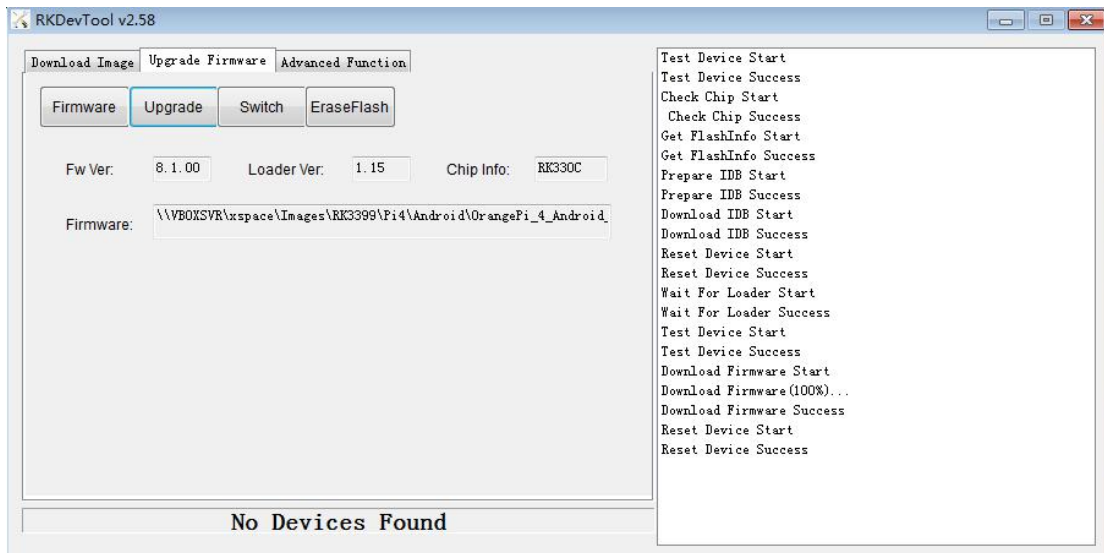 RKDevTool v2.58
Download Image Upgrade Firmware Advanced Function
Firmware Upgrade Switch EraseFlash
Fw Ver: 8.1.00 Loader Ver: 1.15 Chip Info: RK330C
Firmware: \\VBOXSVR\xspace\Images\RK3399\Pi4\Android\OrangePi_4_Android_
No Devices Found
Test Device Start
Test Device Success
Check Chip Start
Check Chip Success
Get FlashInfo Start
Get FlashInfo Success
Prepare IDB Start
Prepare IDB Success
Download IDB Start
Download IDB Success
Reset Device Start
Reset Device Success
Wait For Loader Start
Wait For Loader Success
Test Device Start
Test Device Success
Download Firmware Start
Download Firmware(100%)...
Download Firmware Success
Reset Device Start
Reset Device Success